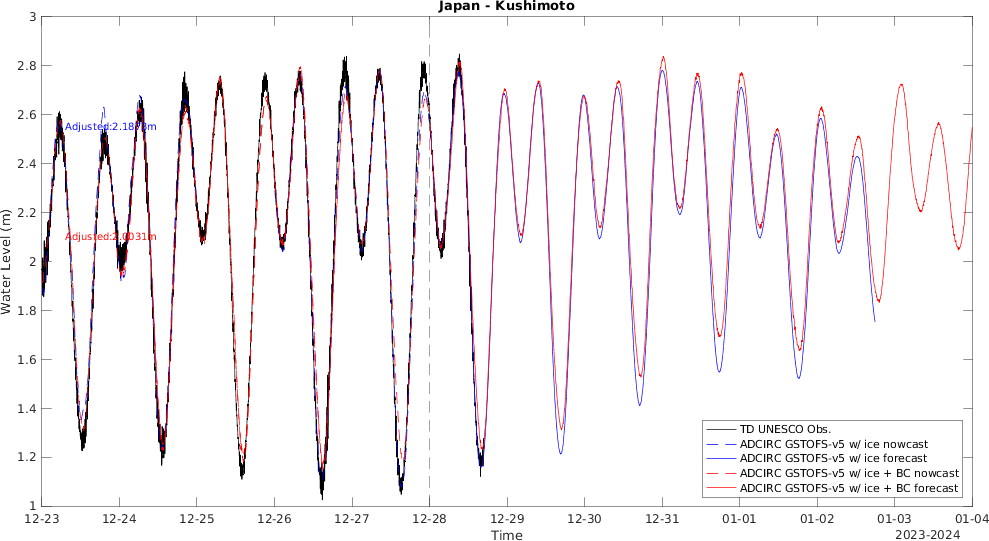 Japan - Kushimoto
3
2.8
2.6
2.4
2.2
2
1.8
1.6
1.4
1.2
1
Water Level (m)
Adjusted:2.1873m
Adjusted:2.0031m
TD UNESCO Obs.
ADCIRC GSTOFS-v5 w/ ice nowcast
ADCIRC GSTOFS-v5 w/ ice forecast
ADCIRC GSTOFS-v5 w/ ice + BC nowcast
ADCIRC GSTOFS-v5 w/ ice + BC forecast
12-23 12-24 12-25 12-26 12-27 12-28 12-29 12-30 12-31 01-01 01-02 01-03 01-04
Time
2023-2024